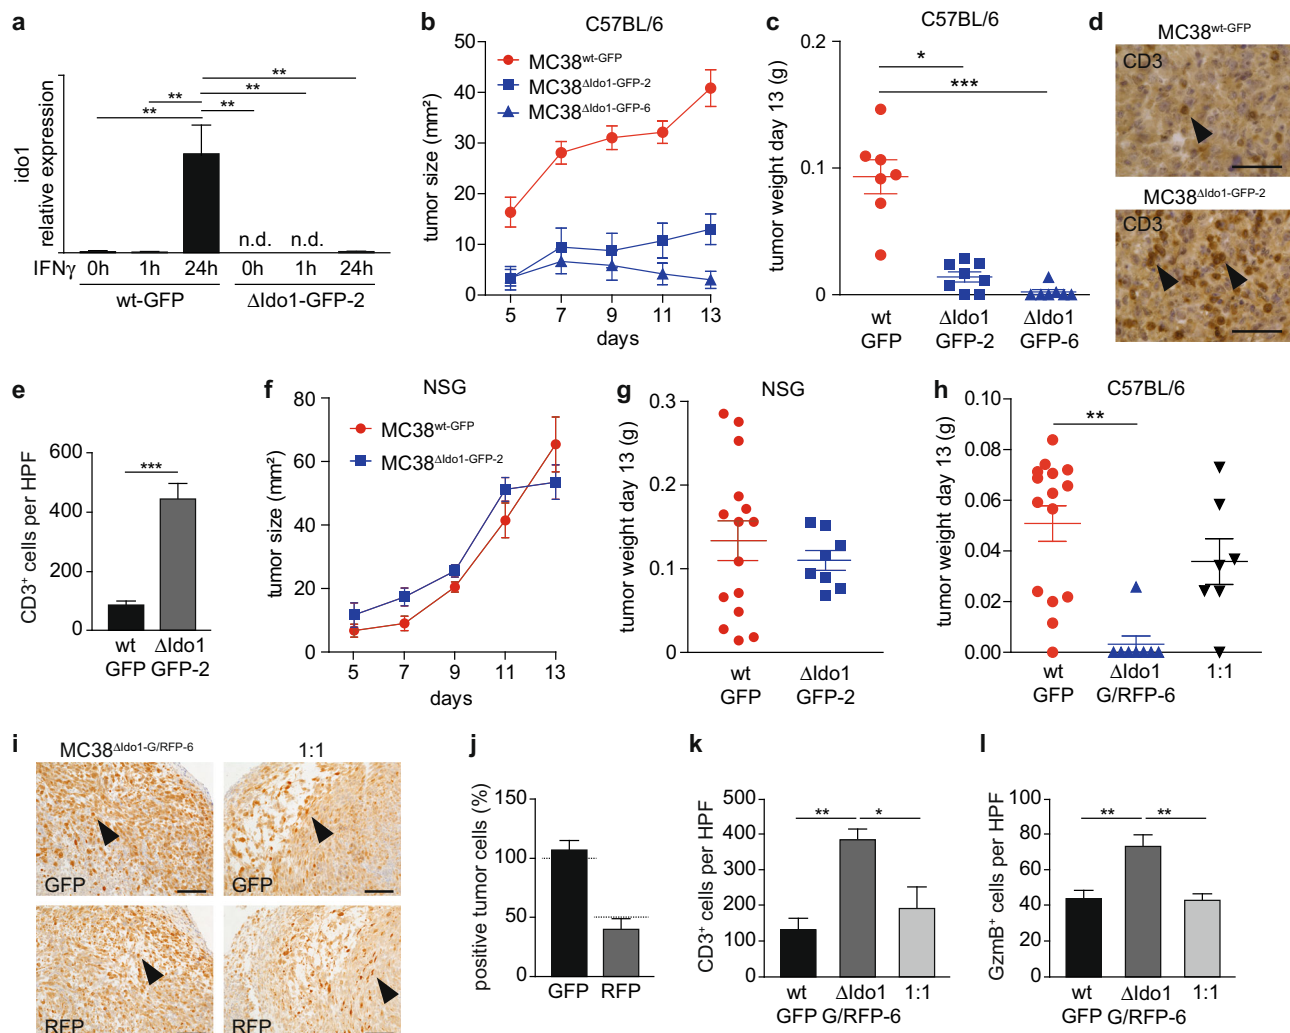 a
**
**
**
**
**
**
ido1
relative expression
n.d.
n.d.
IFNγ
0h
1h
24h
0h
1h
24h
wt-GFP
ΔIdo1-GFP-2
b
C57BL/6
MC38wt-GFP
MC38ΔIdo1-GFP-2
MC38ΔIdo1-GFP-6
tumor size (mm²)
50
40
30
20
10
0
5
7
9
11
13
days
c
C57BL/6
*
***
tumor weight day 13 (g)
0.2
0.1
0
wt
GFP
ΔIdo1
GFP-2
ΔIdo1
GFP-6
d
MC38wt-GFP
CD3
MC38ΔIdo1-GFP-2
CD3
e
***
CD3+ cells per HPF
600
400
200
0
wt
GFP
ΔIdo1
GFP-2
f
NSG
MC38wt-GFP
MC38ΔIdo1-GFP-2
tumor size (mm²)
80
60
40
20
0
5
7
9
11
13
days
g
NSG
tumor weight day 13 (g)
0.3
0.2
0.1
0
wt
GFP
ΔIdo1
GFP-2
h
C57BL/6
**
tumor weight day 13 (g)
0.10
0.08
0.06
0.04
0.02
0.00
wt
GFP
ΔIdo1
G/RFP-6
1:1
i
MC38ΔIdo1-G/RFP-6
1:1
GFP
GFP
RFP
RFP
j
positive tumor cells (%)
150
100
50
0
GFP
RFP
k
**
*
CD3+ cells per HPF
500
400
300
200
100
0
wt
GFP
ΔIdo1
G/RFP-6
1:1
l
**
**
GzmB+ cells per HPF
100
80
60
40
20
0
wt
GFP
ΔIdo1
G/RFP-6
1:1